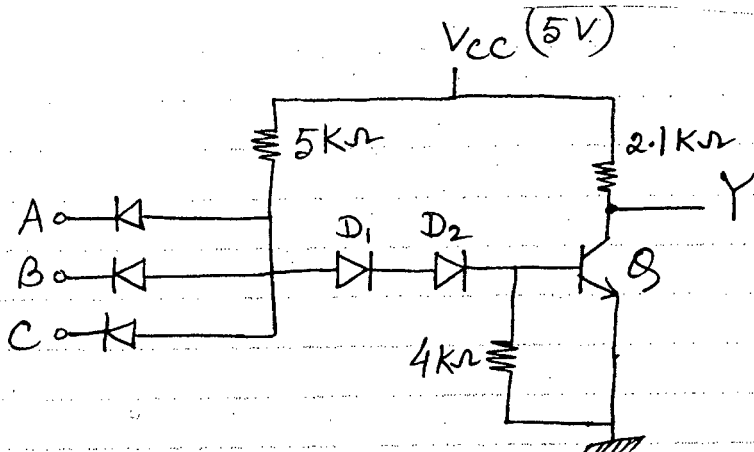 VCC (5V)
5KΩ
2.1KΩ
Y
A
D1 D2
B
Q
C
4KΩ